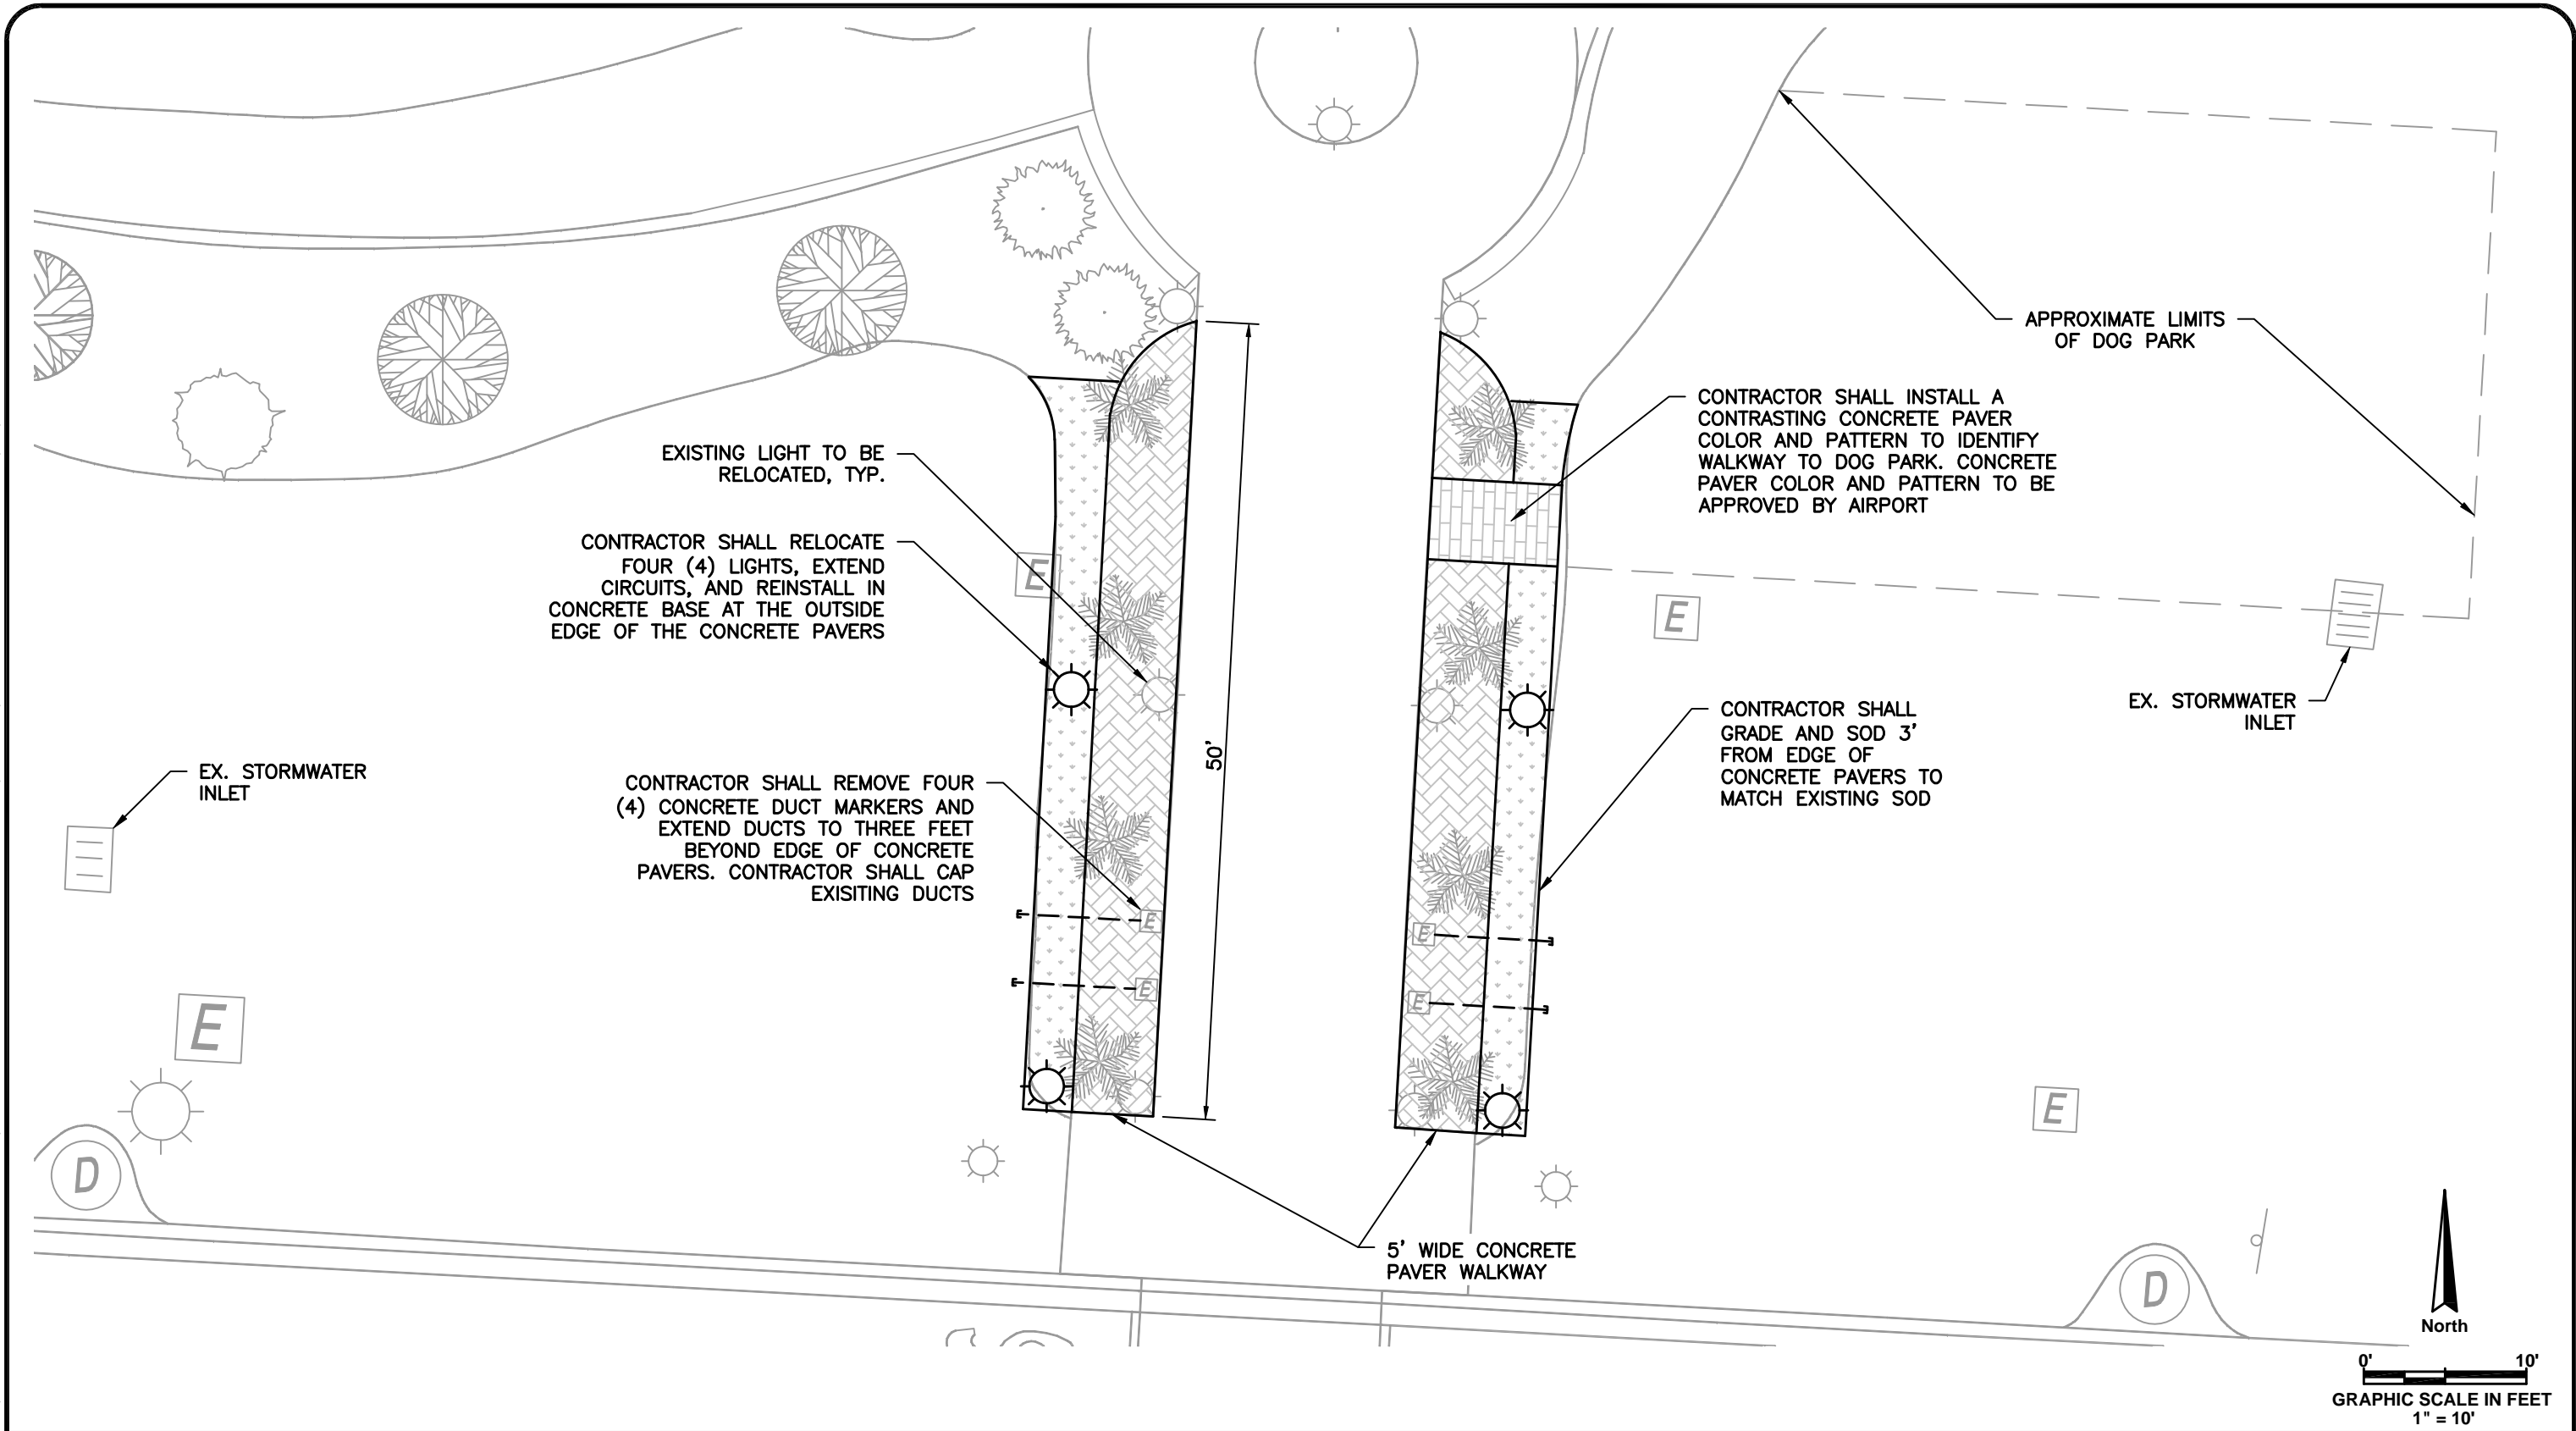 APPROXIMATE LIMITS
OF DOG PARK
CONTRACTOR SHALL INSTALL A
CONTRASTING CONCRETE PAVER
COLOR AND PATTERN TO IDENTIFY
WALKWAY TO DOG PARK. CONCRETE
PAVER COLOR AND PATTERN TO BE
APPROVED BY AIRPORT
EXISTING LIGHT TO BE
RELOCATED, TYP.
CONTRACTOR SHALL RELOCATE
FOUR (4) LIGHTS, EXTEND
CIRCUITS, AND REINSTALL IN
CONCRETE BASE AT THE OUTSIDE
EDGE OF THE CONCRETE PAVERS
E
E
EX. STORMWATER
INLET
CONTRACTOR SHALL
GRADE AND SOD 3'
FROM EDGE OF
CONCRETE PAVERS TO
MATCH EXISTING SOD
50'
EX. STORMWATER
INLET
CONTRACTOR SHALL REMOVE FOUR
(4) CONCRETE DUCT MARKERS AND
EXTEND DUCTS TO THREE FEET
BEYOND EDGE OF CONCRETE
PAVERS. CONTRACTOR SHALL CAP
EXISITING DUCTS
E
E
E
E
E
E
D
5' WIDE CONCRETE
PAVER WALKWAY
D
North
0' 10'
GRAPHIC SCALE IN FEET
1" = 10'